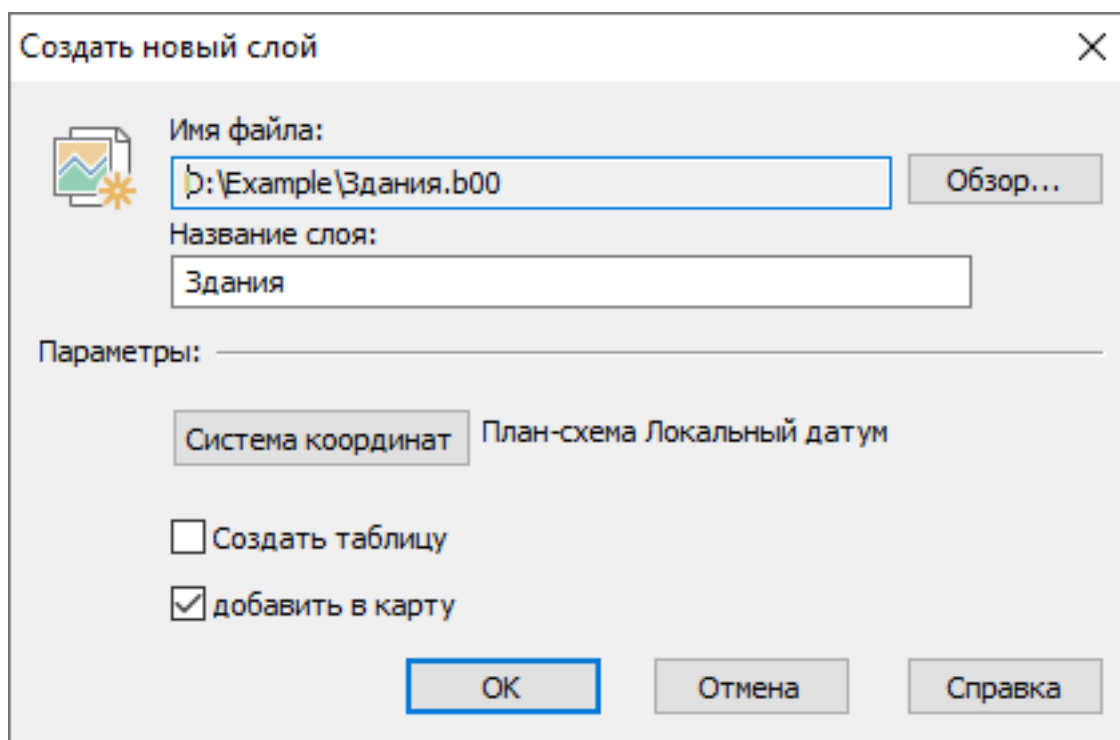 Создать новый слой
Имя файла:
D:\Example\Здания.b00
Обзор...
Название слоя:
Здания
Параметры:
Система координат План-схема Локальный датум
Создать таблицу
добавить в карту
ОК Отмена Справка